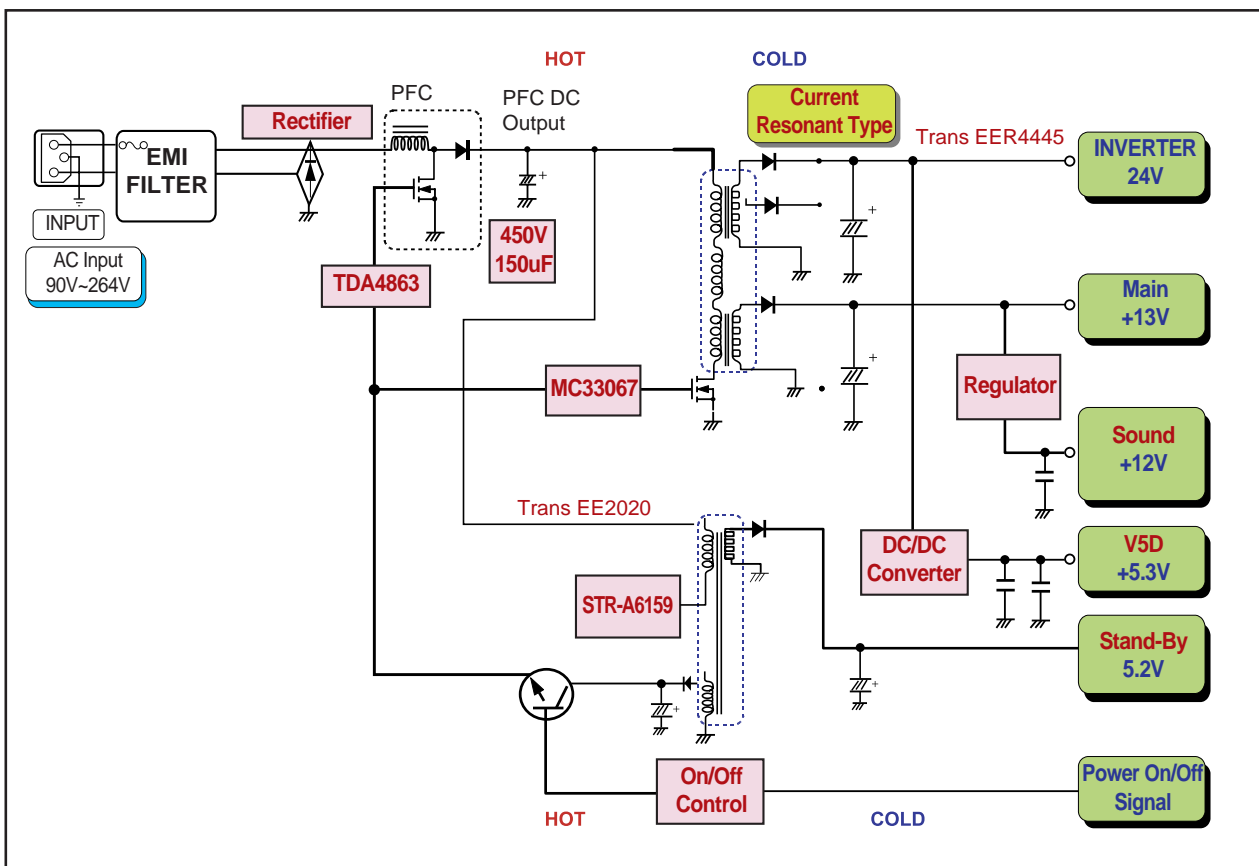 HOT
COLD
PFC
PFC DC
Output
Current
Resonant Type
Rectifier
Trans EER4445
EMI
FILTER
INVERTER
24V
INPUT
AC Input
90V~264V
450V
150uF
TDA4863
Main
+13V
MC33067
Regulator
Sound
+12V
Trans EE2020
DC/DC
Converter
V5D
+5.3V
STR-A6159
Stand-By
5.2V
On/Off
Control
Power On/Off
Signal
HOT
COLD